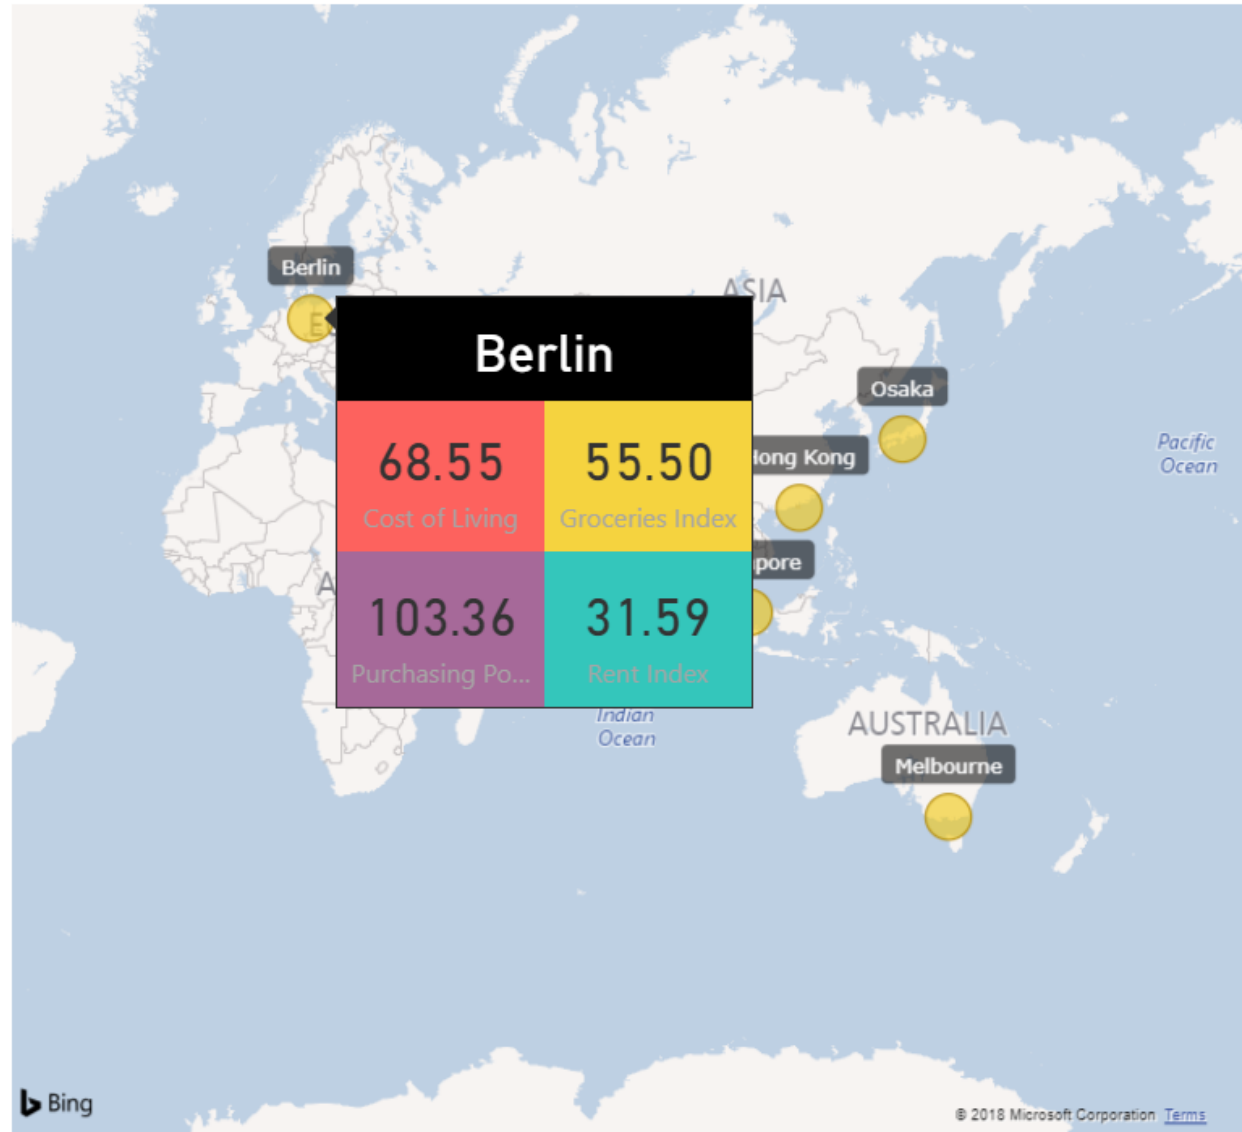 Berlin
ASIA
Berlin
Osaka
68.55
55.50
Pacific
Ocean
Hong Kong
Cost of Living
Groceries Index
pore
103.36
31.59
Purchasing Po...
Rent Index
Indian
Ocean
AUSTRALIA
Melbourne
Bing
© 2018 Microsoft Corporation Terms